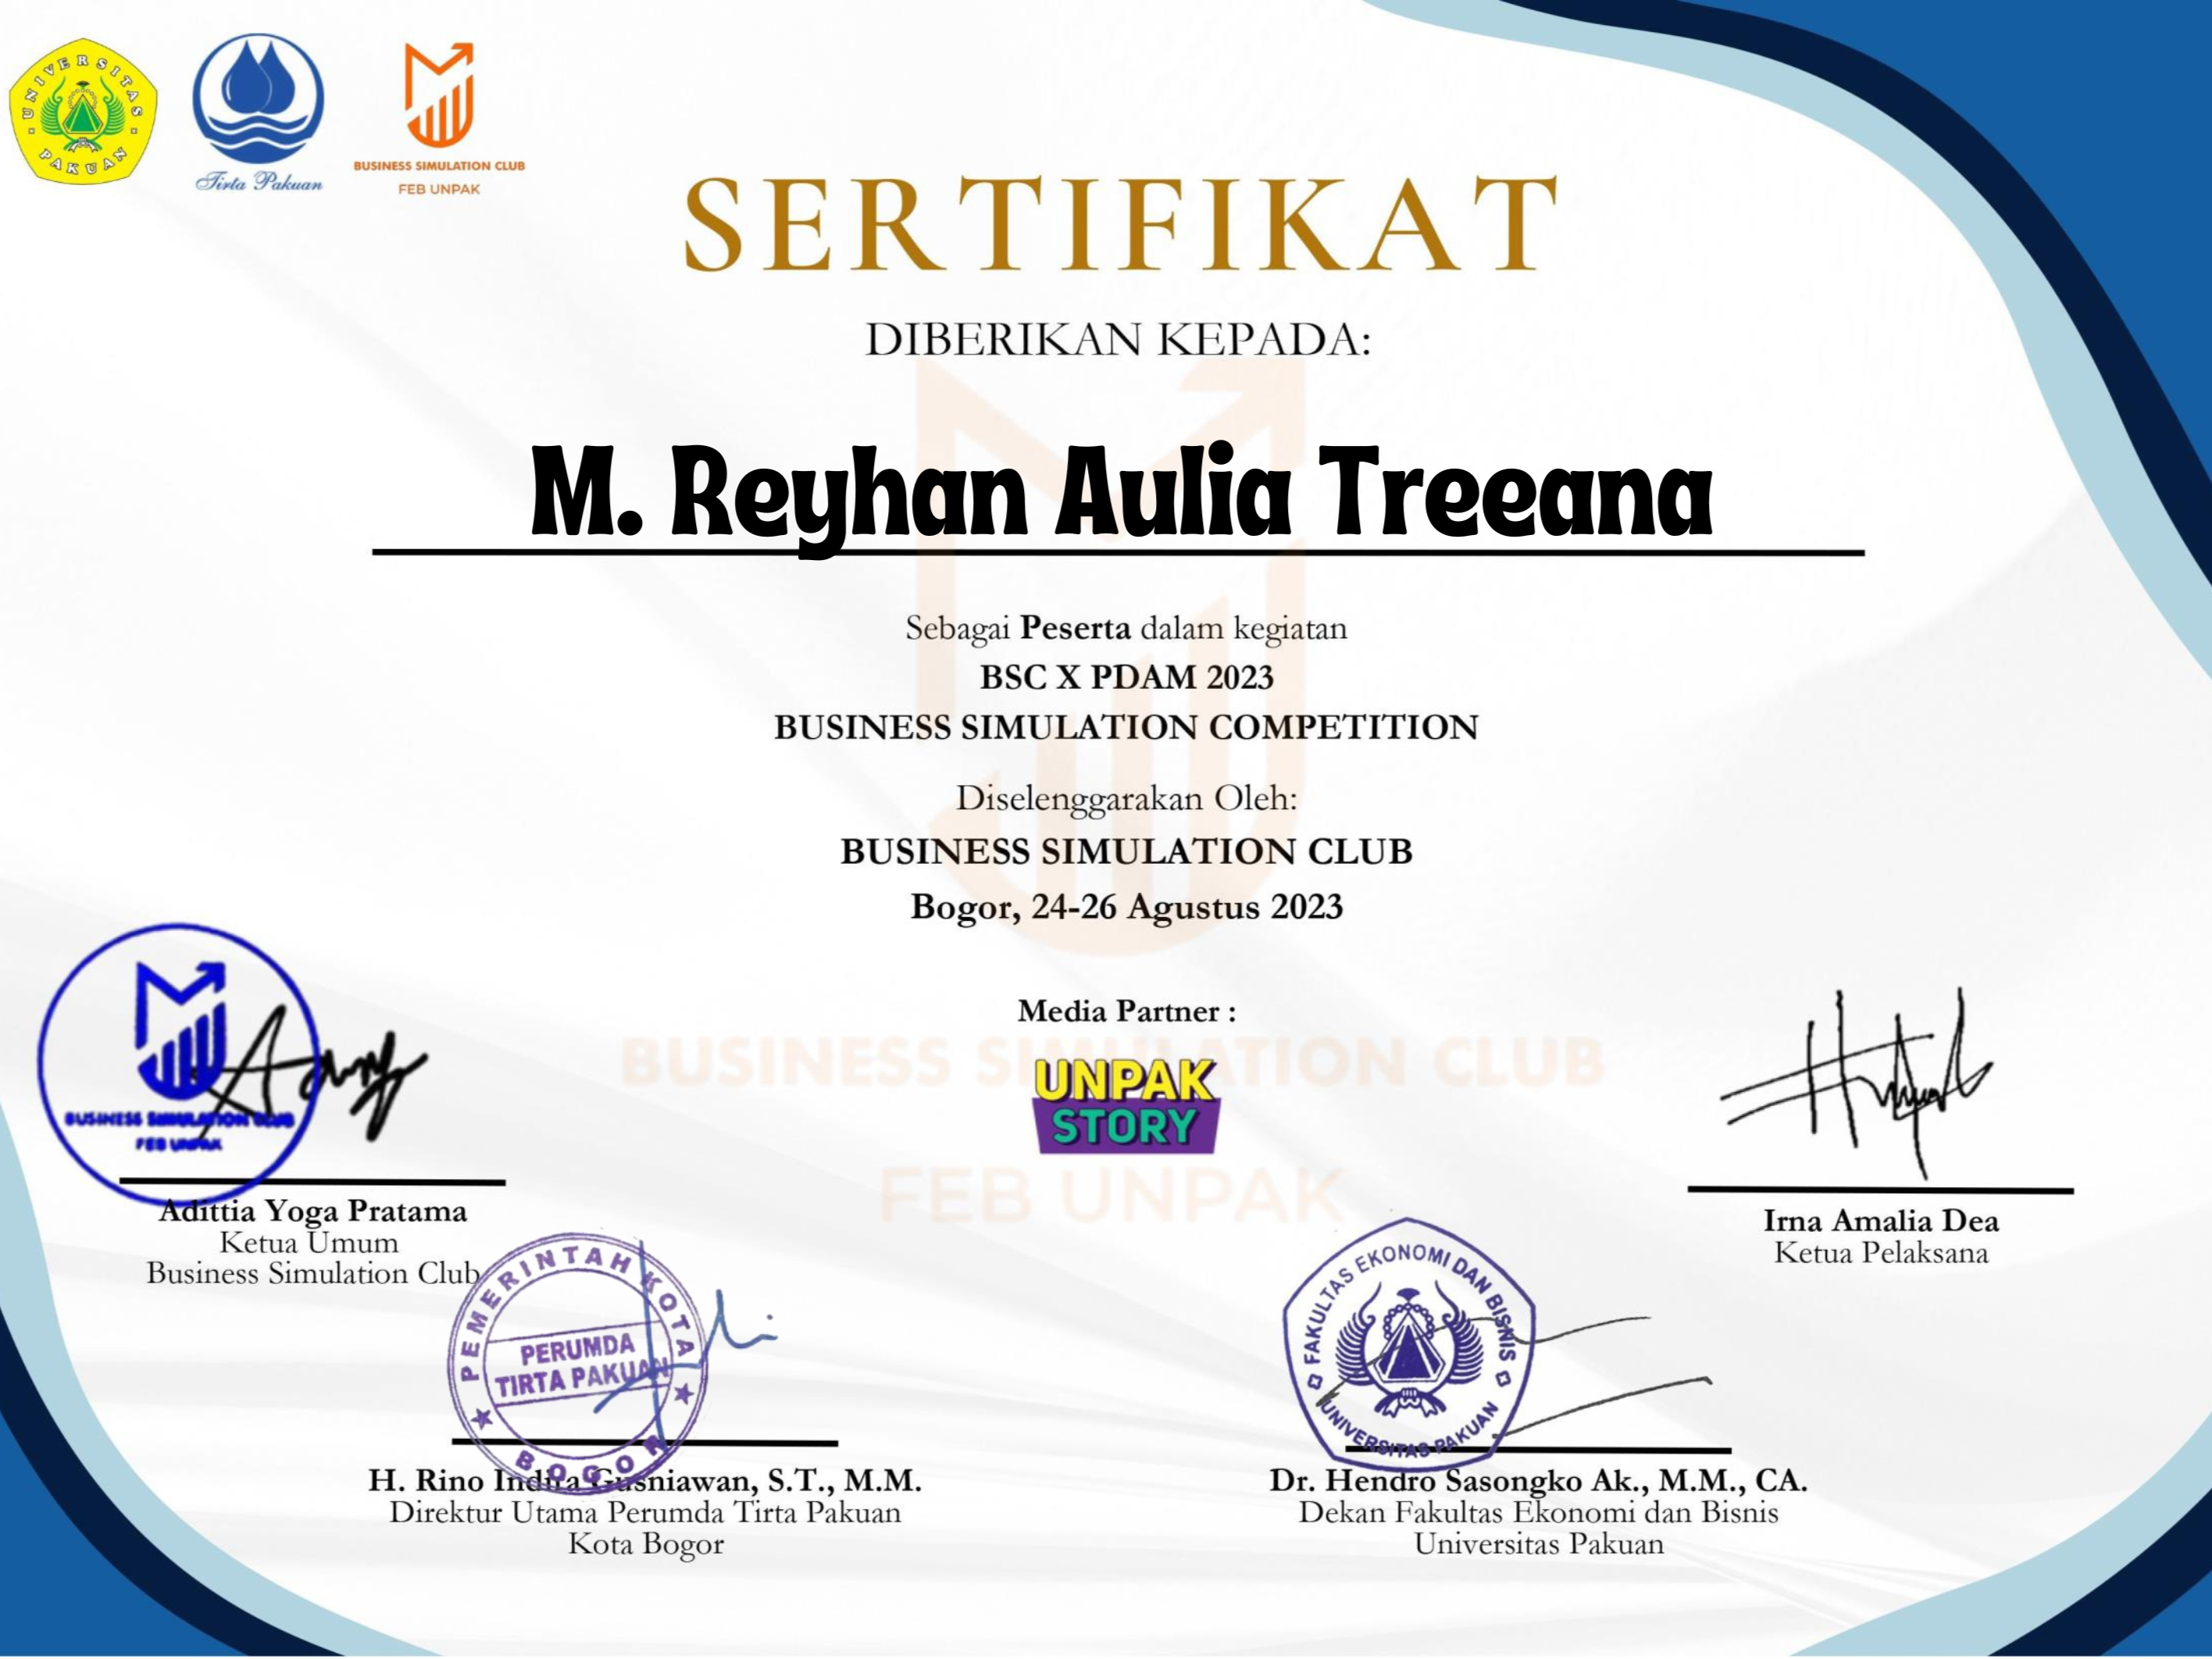 UNIVERSITAS PAKUAN
Tirta Pakuan
BUSINESS SIMULATION CLUB
FEB UNPAK
SERTIFIKAT
DIBERIKAN KEPADA:
M. Reyhan Aulia Treeana
Sebagai Peserta dalam kegiatan
BSC X PDAM 2023
BUSINESS SIMULATION COMPETITION
Diselenggarakan Oleh:
BUSINESS SIMULATION CLUB
Bogor, 24-26 Agustus 2023
Media Partner :
UNPAK
STORY
BUSINESS SIMULATION CLUB
FEB UNPAK
BUSINESS SIMULATION CLUB
FEB UNPAK
Adittia Yoga Pratama
Ketua Umum
Business Simulation Club
Irna Amalia Dea
Ketua Pelaksana
PEMERINTAH KOTA
PERUMDA
TIRTA PAKUAN
BOGOR
H. Rino Indira Gusniawan, S.T., M.M.
Direktur Utama Perumda Tirta Pakuan
Kota Bogor
FAKULTAS EKONOMI DAN BISNIS
UNIVERSITAS PAKUAN
Dr. Hendro Sasongko Ak., M.M., CA.
Dekan Fakultas Ekonomi dan Bisnis
Universitas Pakuan